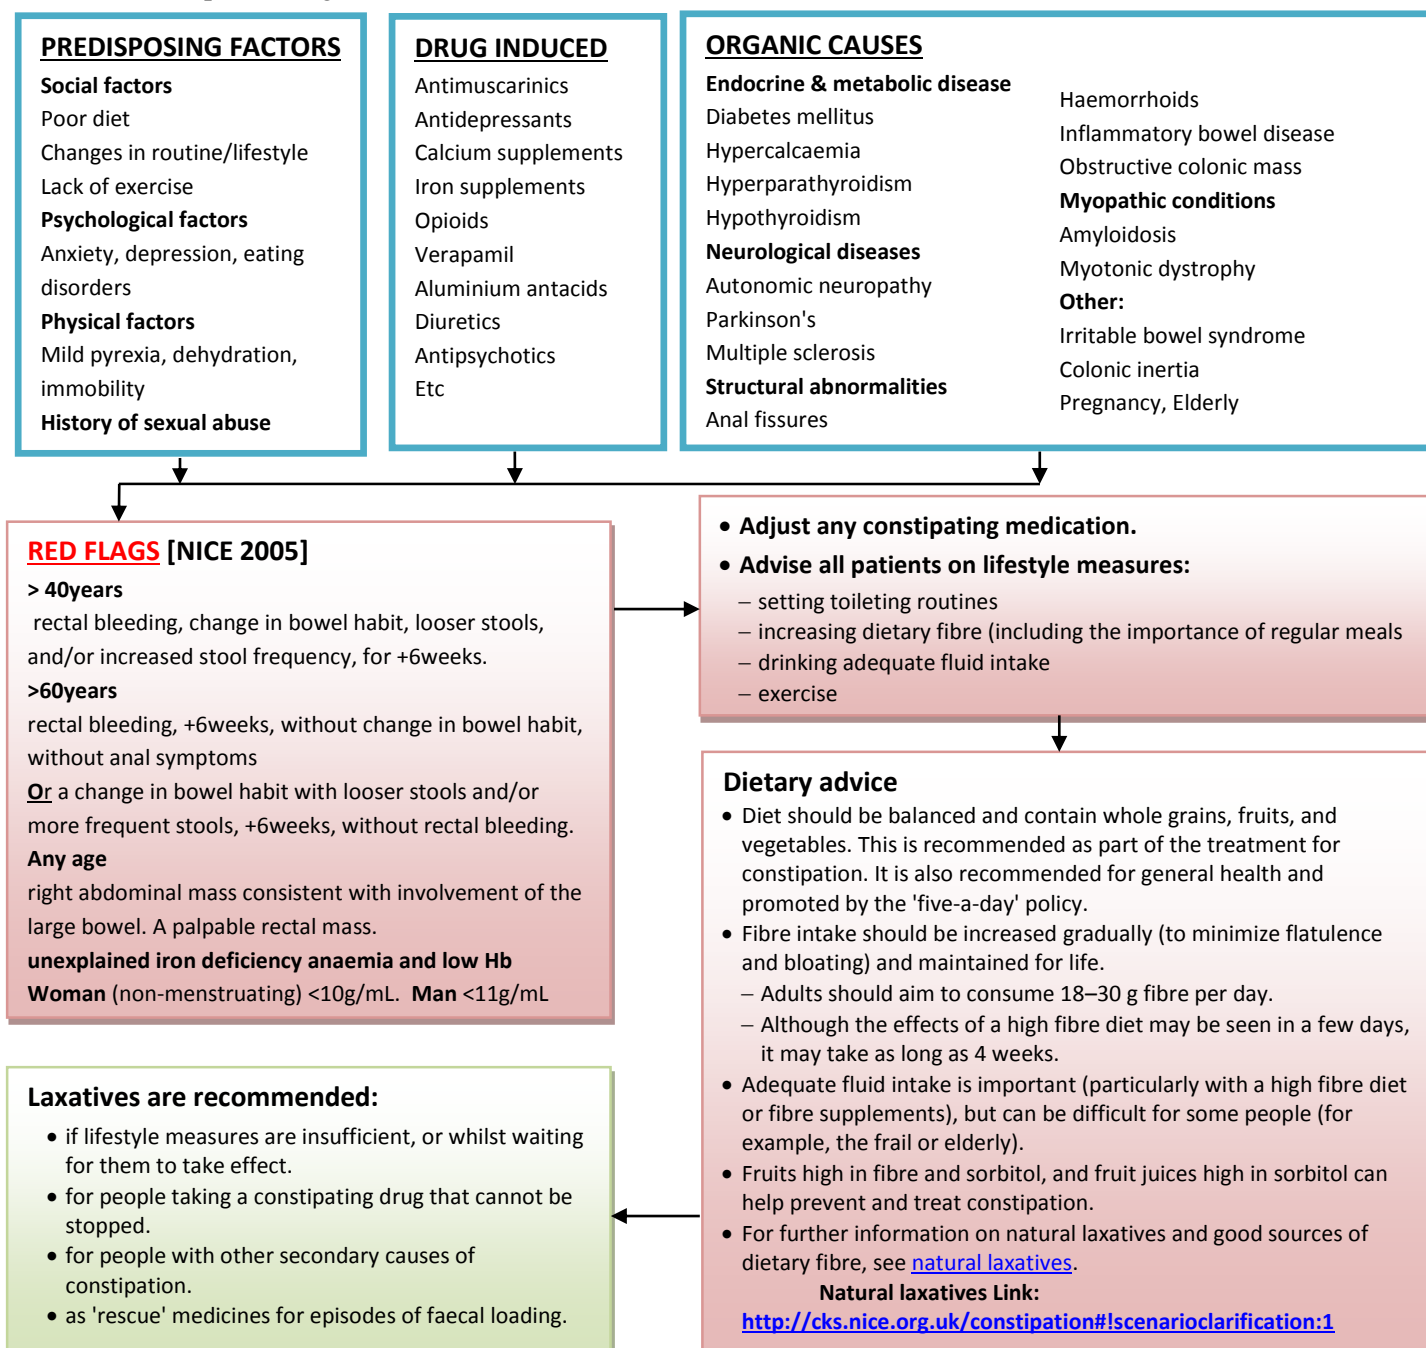 PREDISPOSING FACTORS
Social factors
Poor diet
Changes in routine/lifestyle
Lack of exercise
Psychological factors
Anxiety, depression, eating
disorders
Physical factors
Mild pyrexia, dehydration,
immobility
History of sexual abuse
DRUG INDUCED
Antimuscarinics
Antidepressants
Calcium supplements
Iron supplements
Opioids
Verapamil
Aluminium antacids
Diuretics
Antipsychotics
Etc
ORGANIC CAUSES
Endocrine & metabolic disease
Diabetes mellitus
Hypercalcaemia
Hyperparathyroidism
Hypothyroidism
Neurological diseases
Autonomic neuropathy
Parkinson's
Multiple sclerosis
Structural abnormalities
Anal fissures
Haemorrhoids
Inflammatory bowel disease
Obstructive colonic mass
Myopathic conditions
Amyloidosis
Myotonic dystrophy
Other:
Irritable bowel syndrome
Colonic inertia
Pregnancy, Elderly
RED FLAGS [NICE 2005]
> 40years
rectal bleeding, change in bowel habit, looser stools,
and/or increased stool frequency, for +6weeks.
>60years
rectal bleeding, +6weeks, without change in bowel habit,
without anal symptoms
Or a change in bowel habit with looser stools and/or
more frequent stools, +6weeks, without rectal bleeding.
Any age
right abdominal mass consistent with involvement of the
large bowel. A palpable rectal mass.
unexplained iron deficiency anaemia and low Hb
Woman (non-menstruating) <10g/mL. Man <11g/mL
• Adjust any constipating medication.
• Advise all patients on lifestyle measures:
– setting toileting routines
– increasing dietary fibre (including the importance of regular meals
– drinking adequate fluid intake
– exercise
Dietary advice
• Diet should be balanced and contain whole grains, fruits, and
vegetables. This is recommended as part of the treatment for
constipation. It is also recommended for general health and
promoted by the 'five-a-day' policy.
• Fibre intake should be increased gradually (to minimize flatulence
and bloating) and maintained for life.
– Adults should aim to consume 18–30 g fibre per day.
– Although the effects of a high fibre diet may be seen in a few days,
it may take as long as 4 weeks.
• Adequate fluid intake is important (particularly with a high fibre diet
or fibre supplements), but can be difficult for some people (for
example, the frail or elderly).
• Fruits high in fibre and sorbitol, and fruit juices high in sorbitol can
help prevent and treat constipation.
• For further information on natural laxatives and good sources of
dietary fibre, see natural laxatives.
Natural laxatives Link:
http://cks.nice.org.uk/constipation#!scenarioclarification:1
Laxatives are recommended:
• if lifestyle measures are insufficient, or whilst waiting
for them to take effect.
• for people taking a constipating drug that cannot be
stopped.
• for people with other secondary causes of
constipation.
• as 'rescue' medicines for episodes of faecal loading.